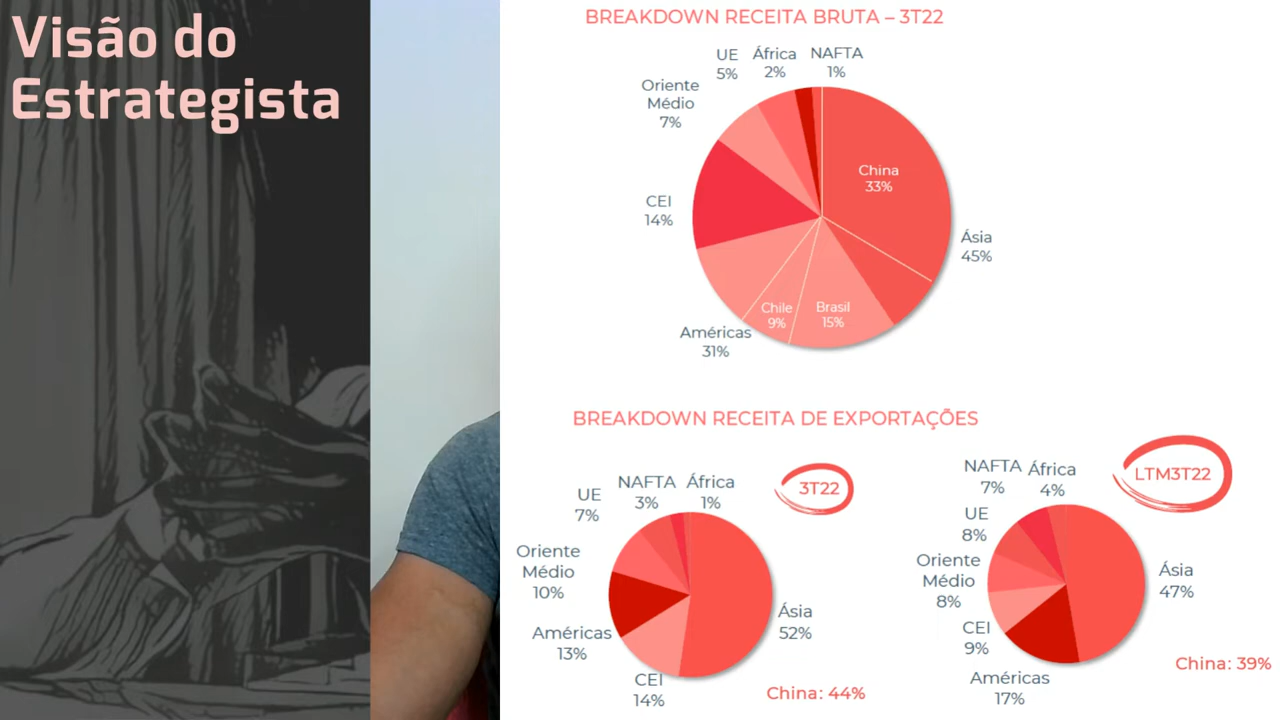 Visão do
Estrategista
BREAKDOWN RECEITA BRUTA – 3T22
UE
5%
África
2%
NAFTA
1%
Oriente
Médio
7%
China
33%
CEI
14%
Ásia
45%
Chile
9%
Brasil
15%
Américas
31%
BREAKDOWN RECEITA DE EXPORTAÇÕES
3T22
UE
7%
NAFTA
3%
África
1%
Oriente
Médio
10%
Américas
13%
Ásia
52%
CEI
14%
China: 44%
LTM3T22
NAFTA
7%
África
4%
UE
8%
Oriente
Médio
8%
Ásia
47%
CEI
9%
Américas
17%
China: 39%